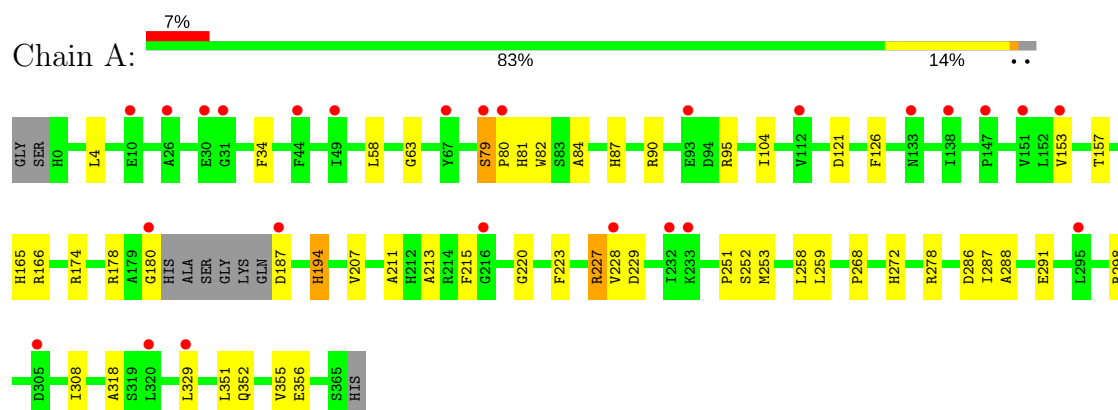 7%
Chain A:
83% 14% • •
GLY SER H0 L4 E10 A26 E30 G31 F34 F44 I49 L58 G63 Y67 S79 P80 H81 W82 S83 A84 H87 R90 E93 D94 R95 I104 V112 D121 F126 N133 I138 P147 V151 L152 V153 T157
H165 R166 R174 R178 A179 G180 HIS ALA SER GLY LYS GLN D187 H194 V207 A211 H212 A213 R214 F215 G216 G220 F223 R227 V228 D229 I232 K233 P251 S252 M253 L258 L259 P268 H272 R278 D286 I287 A288 E291 L295
D305 I308 A318 S319 L320 L329 L351 Q352 V355 E356 S365 HIS